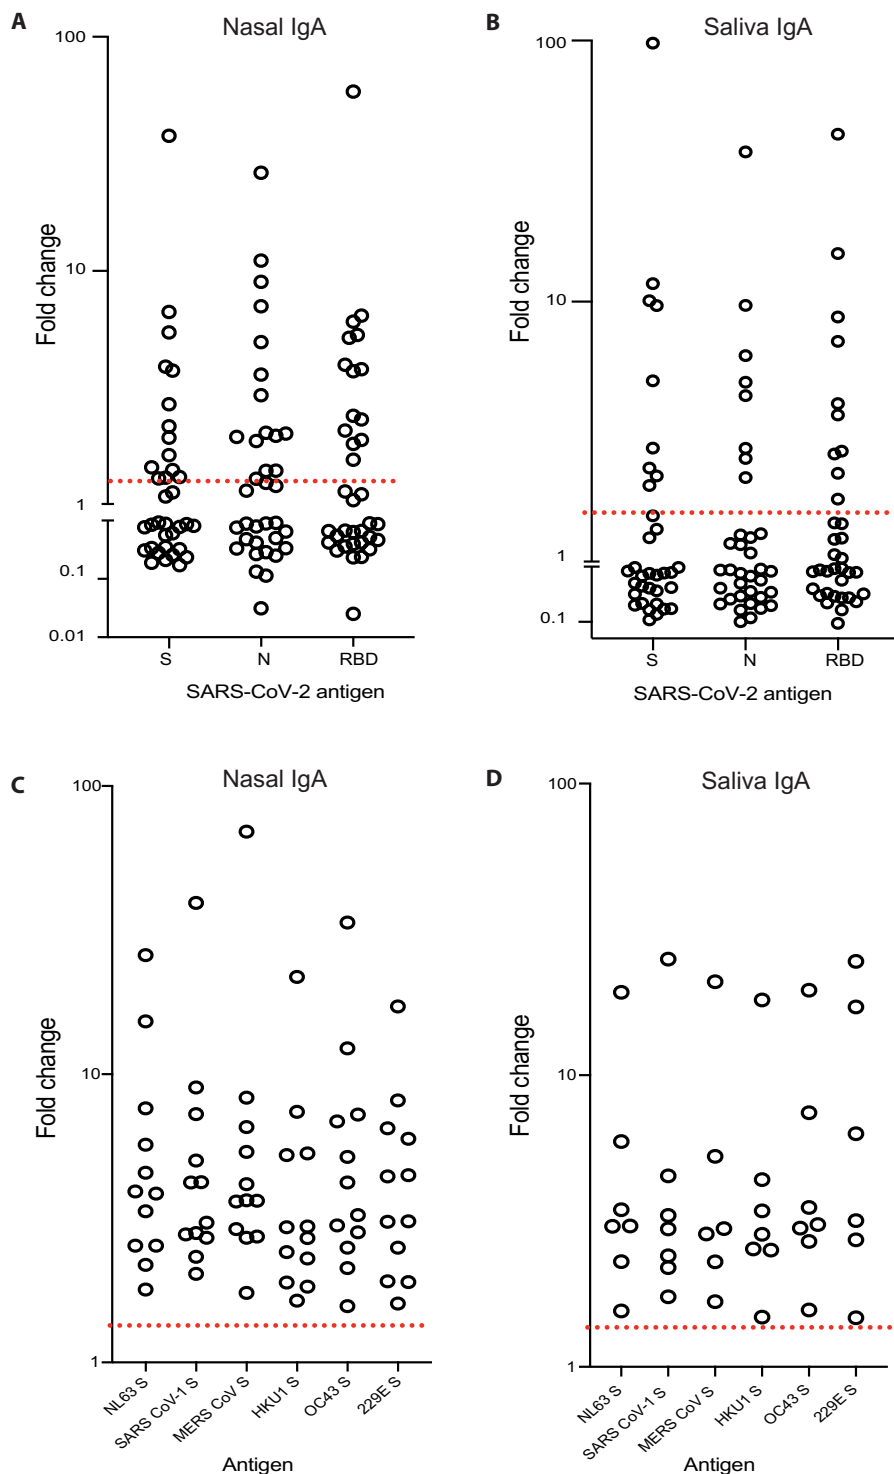 A
Nasal IgA
100
10
1
0.1
0.01
Fold change
S
N
RBD
SARS-CoV-2 antigen
B
Saliva IgA
100
10
1
0.1
Fold change
S
N
RBD
SARS-CoV-2 antigen
C
Nasal IgA
100
10
1
Fold change
NL63 S
SARS CoV-1 S
MERS CoV S
HKU1 S
OC43 S
229E S
Antigen
D
Saliva IgA
100
10
1
Fold change
NL63 S
SARS CoV-1 S
MERS CoV S
HKU1 S
OC43 S
229E S
Antigen